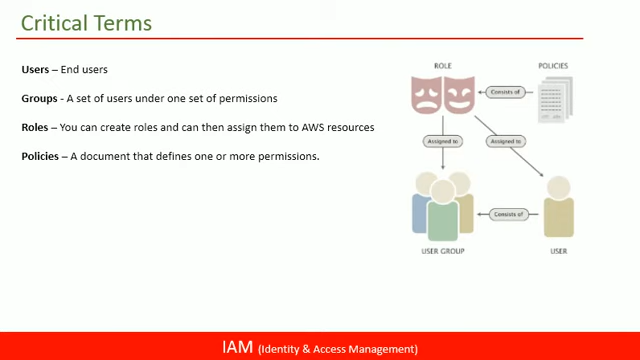 Critical Terms
Users – End users
Groups - A set of users under one set of permissions
Roles – You can create roles and can then assign them to AWS resources
Policies – A document that defines one or more permissions.
ROLE
POLICIES
Consists of
Assigned to
Assigned to
Consists of
USER GROUP
USER
IAM (Identity & Access Management)